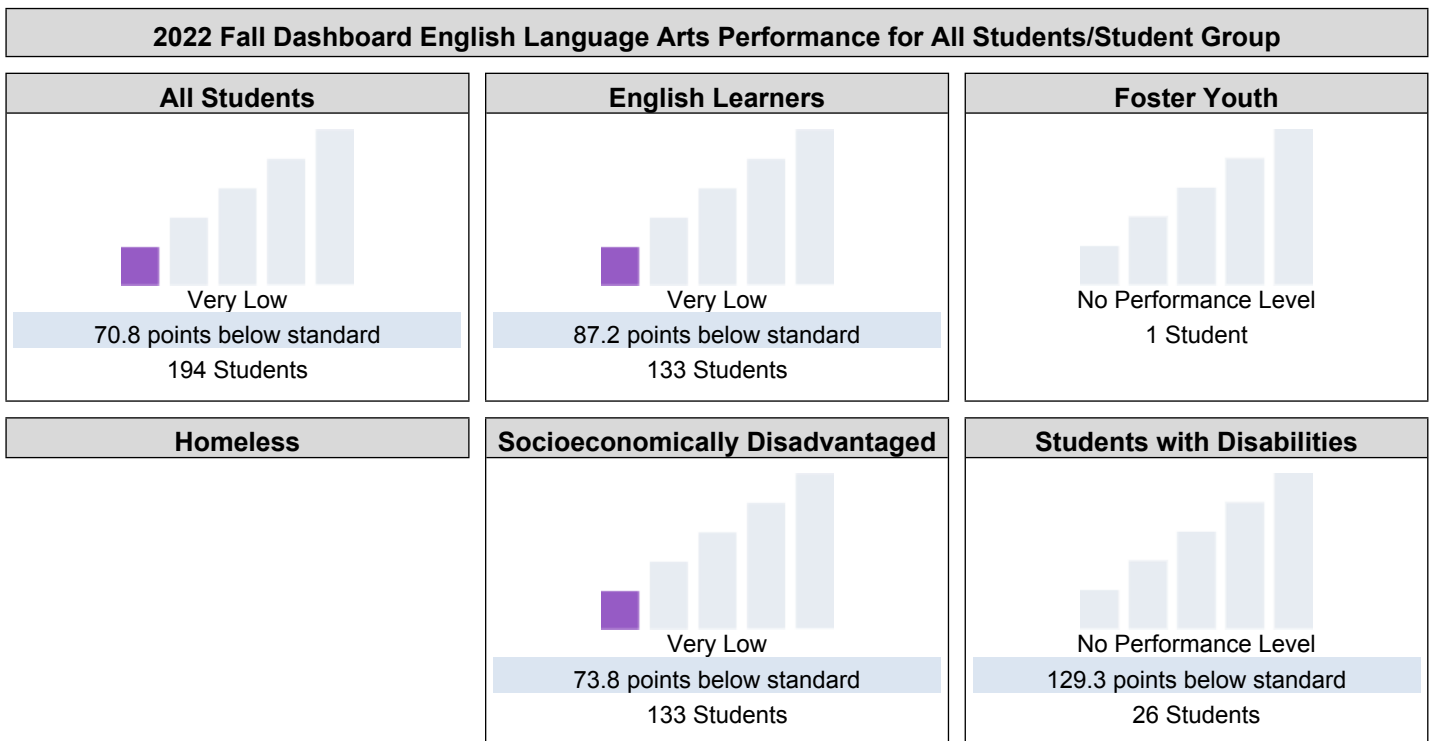 2022 Fall Dashboard English Language Arts Performance for All Students/Student Group
All Students
Very Low
70.8 points below standard
194 Students
English Learners
Very Low
87.2 points below standard
133 Students
Foster Youth
No Performance Level
1 Student
Homeless
Socioeconomically Disadvantaged
Very Low
73.8 points below standard
133 Students
Students with Disabilities
No Performance Level
129.3 points below standard
26 Students